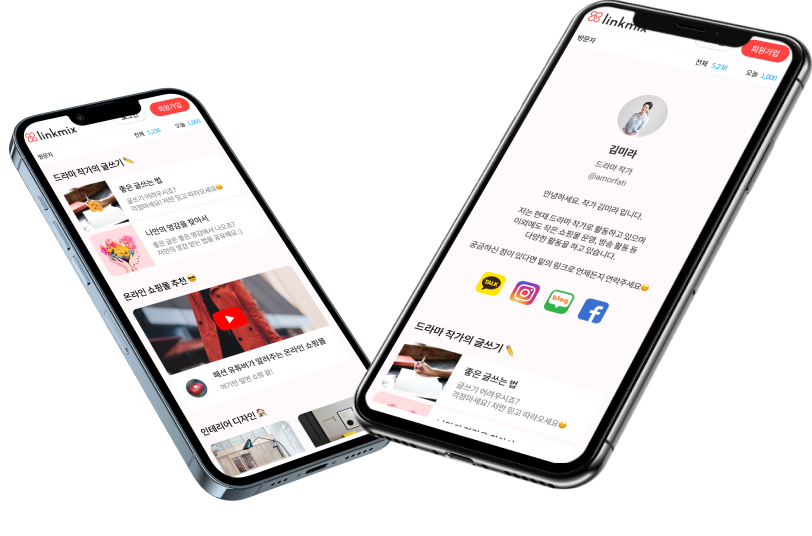 linkmix
회원가입
방문자
전체 5,238 오늘 1,000
드라마 작가의 글쓰기✏️
좋은 글쓰는 법
글쓰기 어려우시죠?
걱정마세요! 저만 믿고 따라오세요😊
나만의 영감을 찾아서
좋은 글은 좋은 영감에서 나오죠?
저만의 영감 얻는 법을 공유해요 :)
온라인 쇼핑몰 추천 😎
패션 유튜버가 알려주는 온라인 쇼핑몰
여기만 알면 쇼핑 끝!
인테리어 디자인
linkmix
회원가입
방문자
전체 5,238 오늘 1,000
김미라
드라마 작가
@amorfati
안녕하세요. 작가 김미라 입니다.
저는 현재 드라마 작가로 활동하고 있으며
이외에도 작은 쇼핑몰 운영, 방송 활동 등
다양한 활동을 하고 있습니다.
궁금하신 점이 있다면 밑의 링크로 언제든지 연락주세요😊
TALK
blog
드라마 작가의 글쓰기✏️
좋은 글쓰는 법
글쓰기 어려우시죠?
걱정마세요! 저만 믿고 따라오세요😊